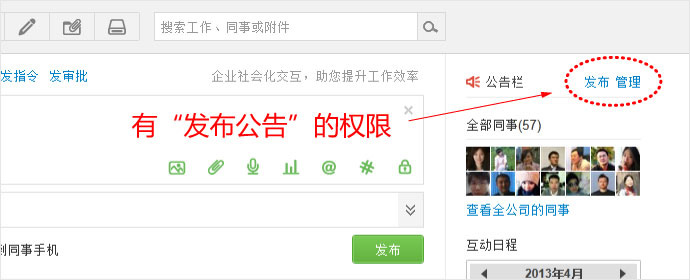 搜索工作、同事或附件
发指令 发审批
企业社会化交互，助您提升工作效率
公告栏
发布 管理
有“发布公告”的权限
全部同事(57)
查看全公司的同事
同事手机
发布
互动日程
2013年4月